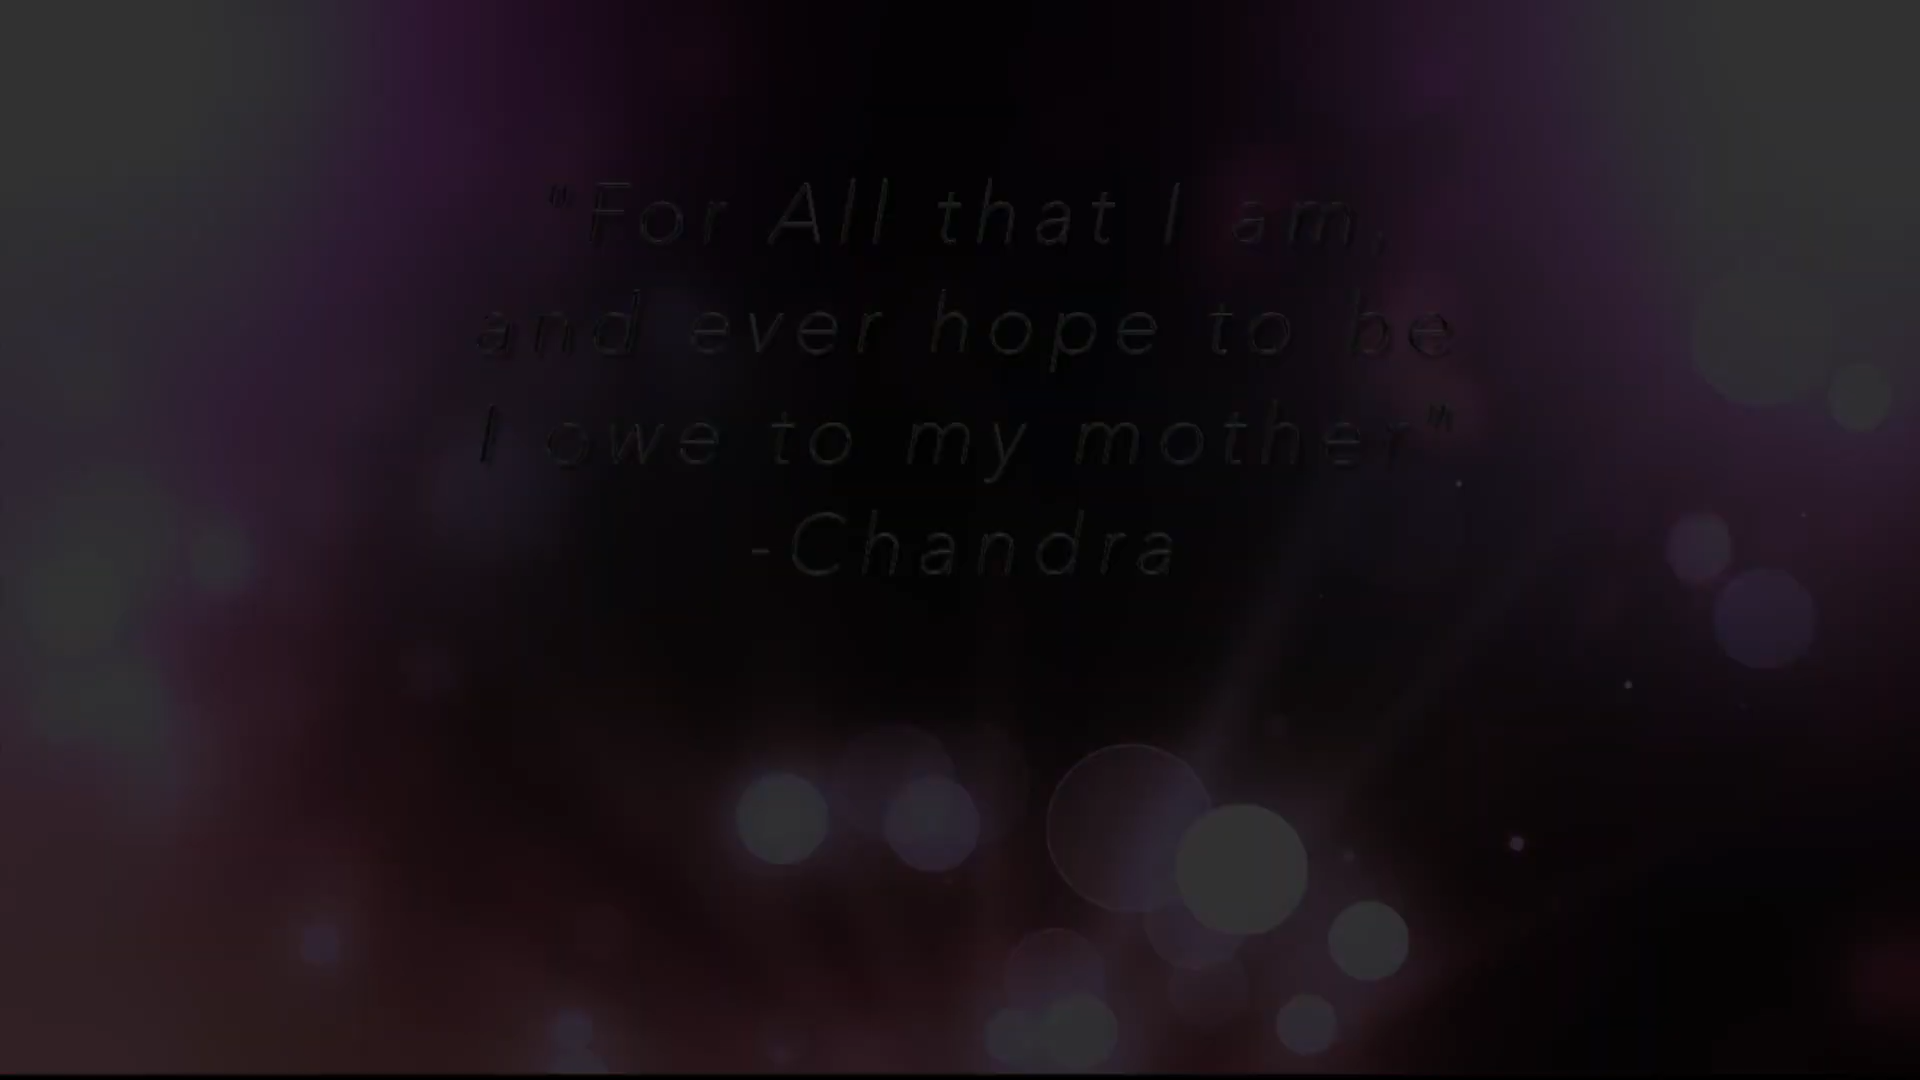 "For All that I am,
and ever hope to be
I owe to my mother"
-Chandra